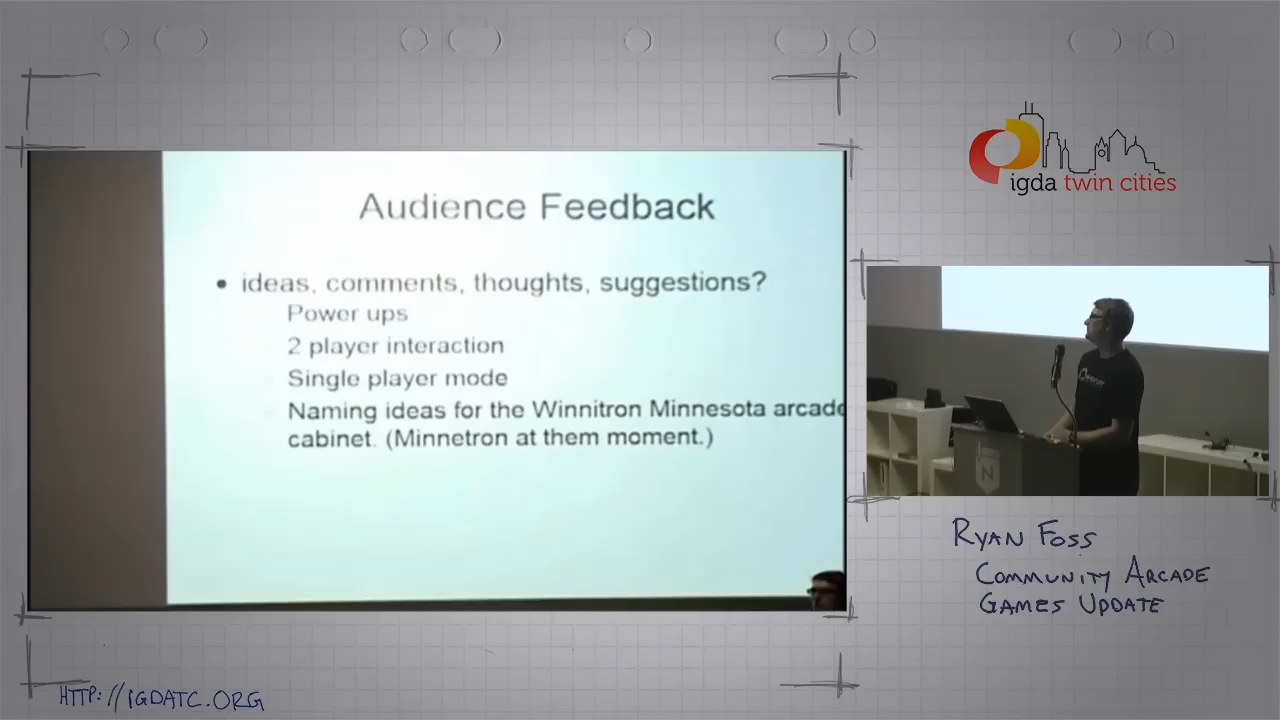 Audience Feedback
• ideas, comments, thoughts, suggestions?
Power ups
2 player interaction
Single player mode
Naming ideas for the Winnitron Minnesota arcade
cabinet. (Minnetron at them moment.)
igda twin cities
N
RYAN FOSS
COMMUNITY ARCADE
GAMES UPDATE
HTTP://IGDATC.ORG